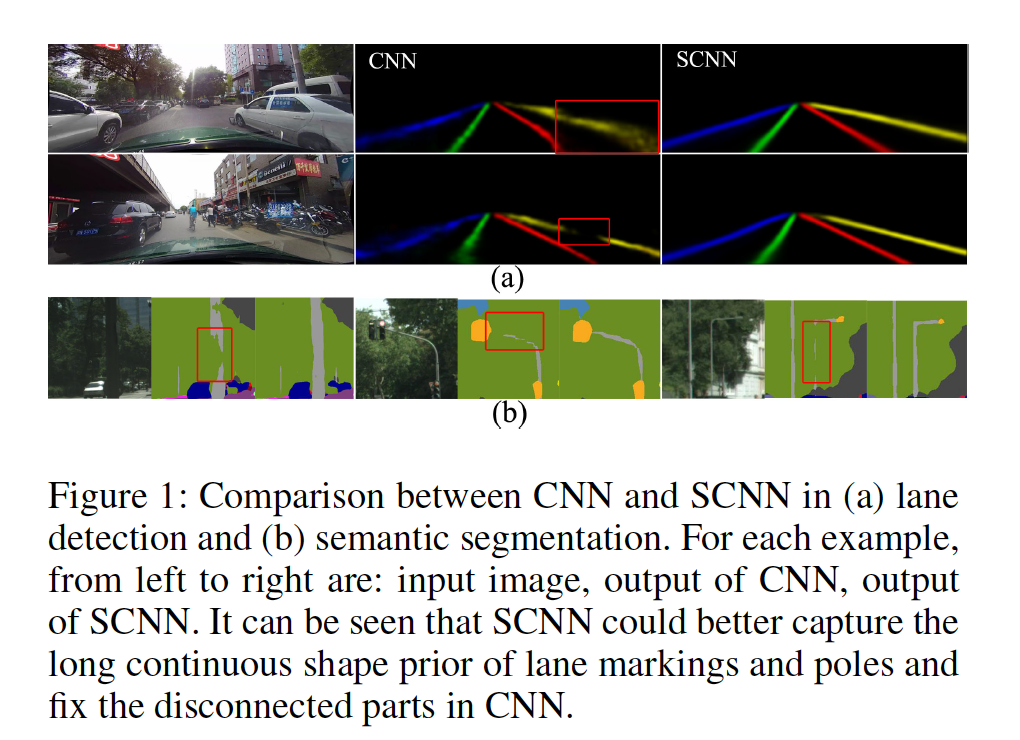 CNN
SCNN
(a)
(b)
Figure 1: Comparison between CNN and SCNN in (a) lane
detection and (b) semantic segmentation. For each example,
from left to right are: input image, output of CNN, output
of SCNN. It can be seen that SCNN could better capture the
long continuous shape prior of lane markings and poles and
fix the disconnected parts in CNN.